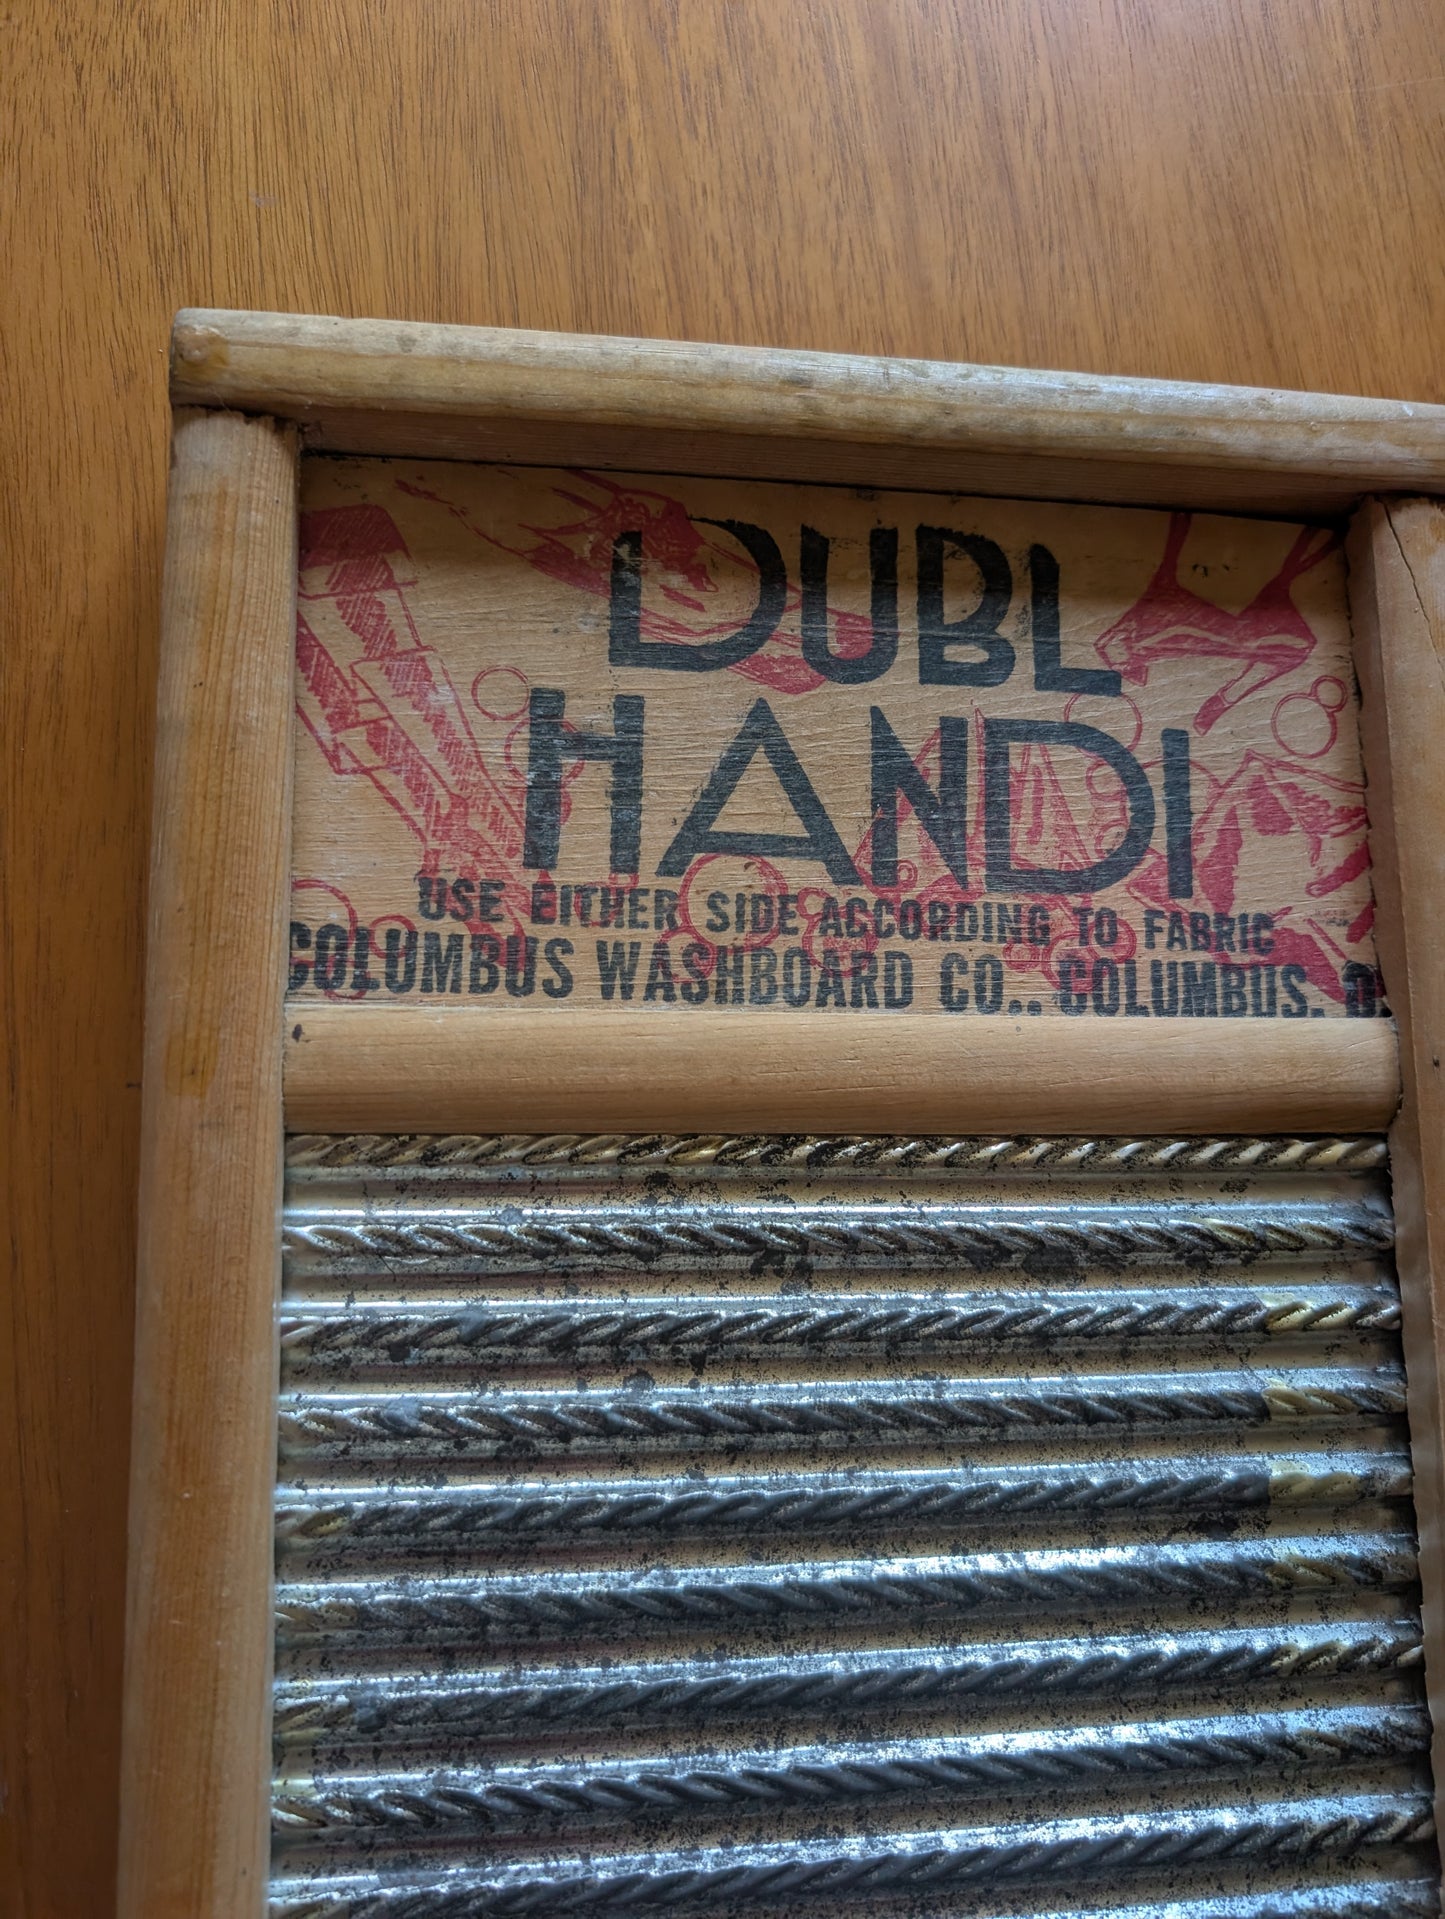 DUBL
HANDI
USE EITHER SIDE ACCORDING TO FABRIC
COLUMBUS WASHBOARD CO., COLUMBUS, O.